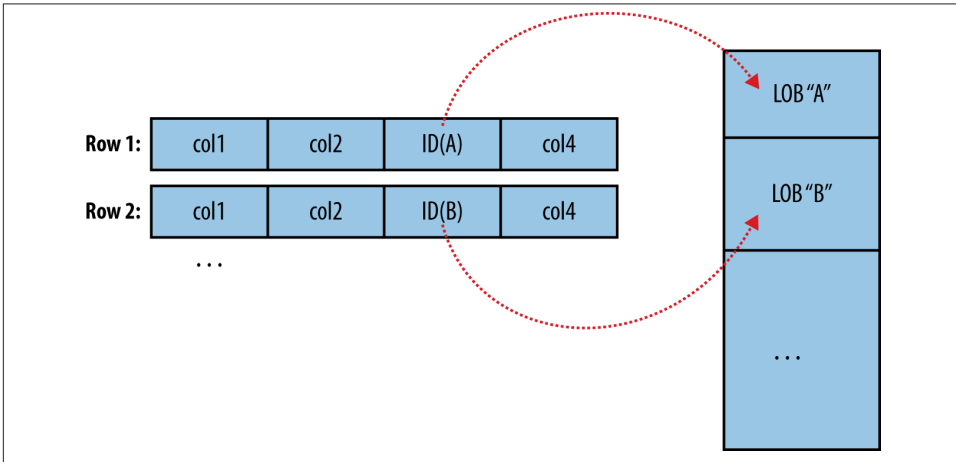 LOB “A”
Row 1: col1 col2 ID(A) col4
LOB “B”
Row 2: col1 col2 ID(B) col4
...
...